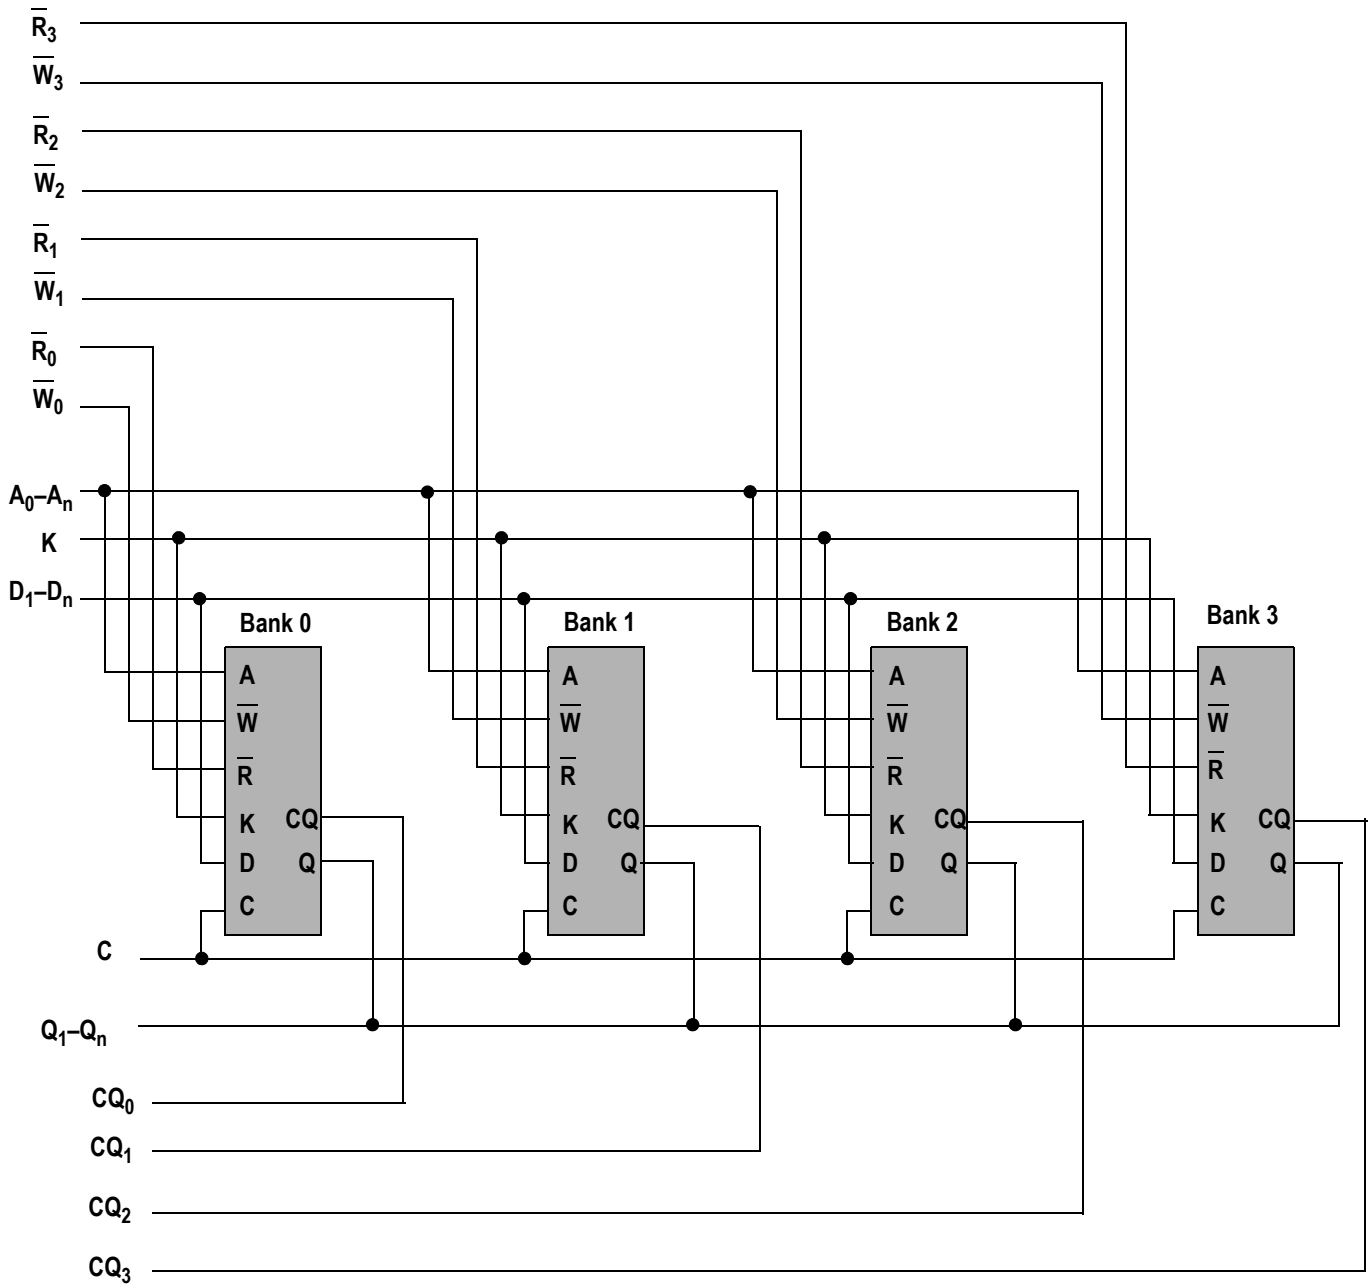 R̅₃
W̅₃
R̅₂
W̅₂
R̅₁
W̅₁
R̅₀
W̅₀
A₀–Aₙ
K
D₁–Dₙ
Bank 0
Bank 1
Bank 2
Bank 3
A
W̅
R̅
K
CQ
D
Q
C
A
W̅
R̅
K
CQ
D
Q
C
A
W̅
R̅
K
CQ
D
Q
C
A
W̅
R̅
K
CQ
D
Q
C
C
Q₁–Qₙ
CQ₀
CQ₁
CQ₂
CQ₃